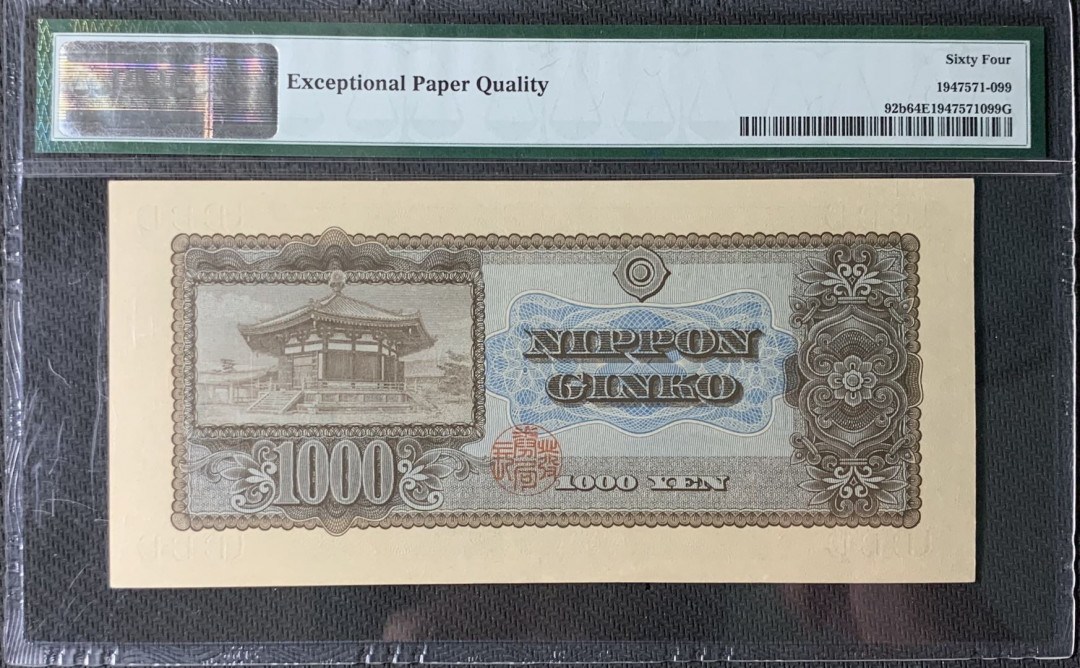 Exceptional Paper Quality
Sixty Four
1947571-099
92b64E1947571099G
NIPPON
GINKO
1000
1000 YEN